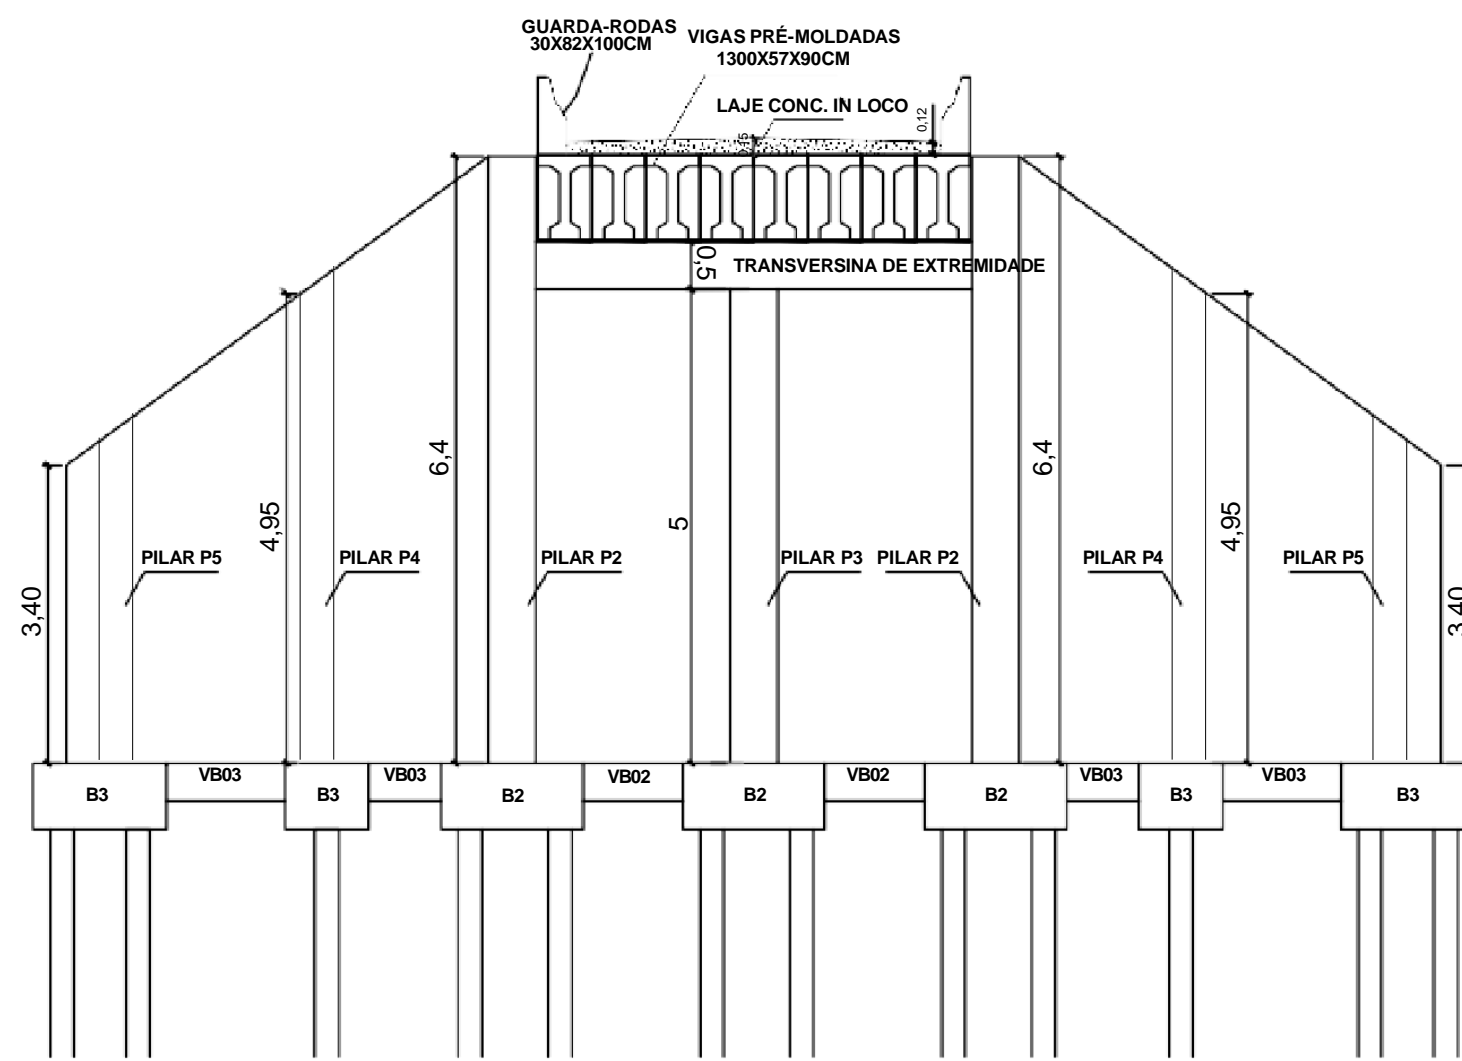 GUARDA-RODAS
30X82X100CM
VIGAS PRÉ-MOLDADAS
1300X57X90CM
LAJE CONC. IN LOCO
0,12
0,5
TRANSVERSINA DE EXTREMIDADE
6,4
6,4
4,95
5
4,95
PILAR P5
PILAR P4
PILAR P2
PILAR P3
PILAR P2
PILAR P4
PILAR P5
3,40
3,40
B3
VB03
B3
VB03
B2
VB02
B2
VB02
B2
VB03
B3
VB03
B3